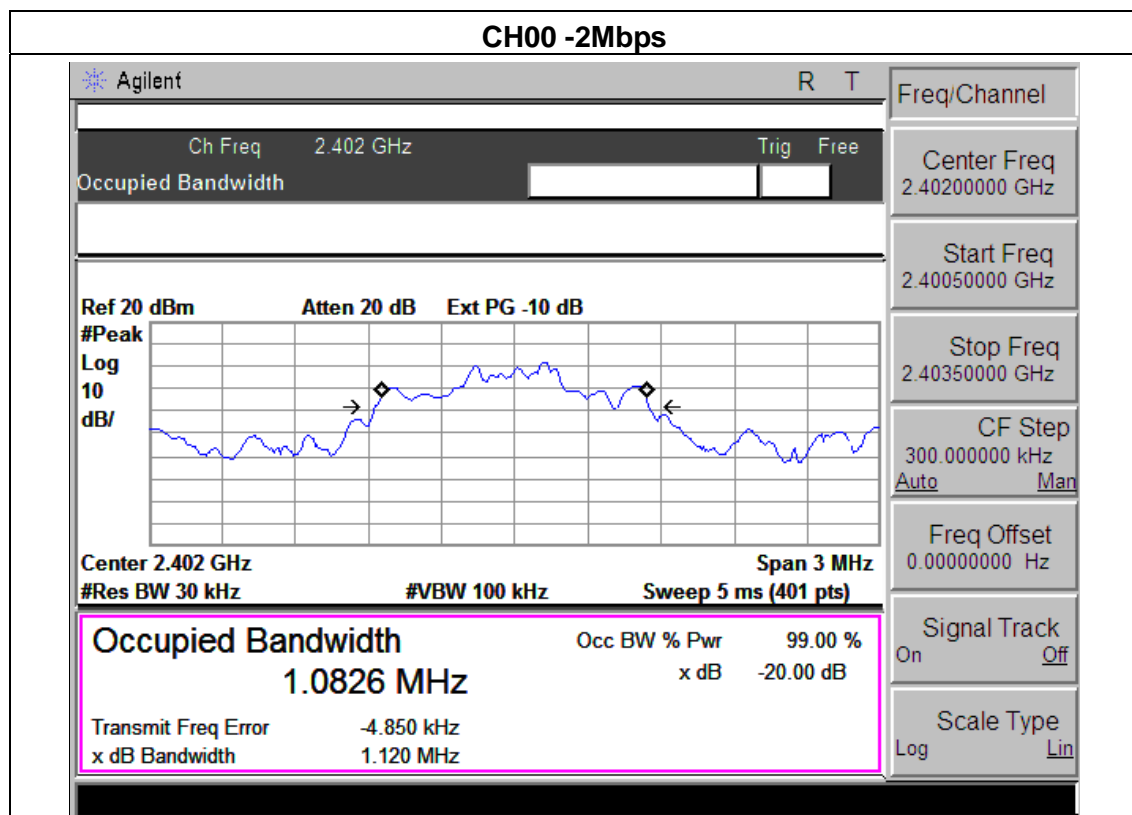 CH00 -2Mbps
Agilent R T
Ch Freq 2.402 GHz Trig Free
Occupied Bandwidth
Ref 20 dBm Atten 20 dB Ext PG -10 dB
#Peak
Log
10
dB/
Center 2.402 GHz Span 3 MHz
#Res BW 30 kHz #VBW 100 kHz Sweep 5 ms (401 pts)
Occupied Bandwidth Occ BW % Pwr 99.00 %
1.0826 MHz x dB -20.00 dB
Transmit Freq Error -4.850 kHz
x dB Bandwidth 1.120 MHz
Freq/Channel
Center Freq
2.40200000 GHz
Start Freq
2.40050000 GHz
Stop Freq
2.40350000 GHz
CF Step
300.000000 kHz
Auto Man
Freq Offset
0.00000000 Hz
Signal Track
On Off
Scale Type
Log Lin